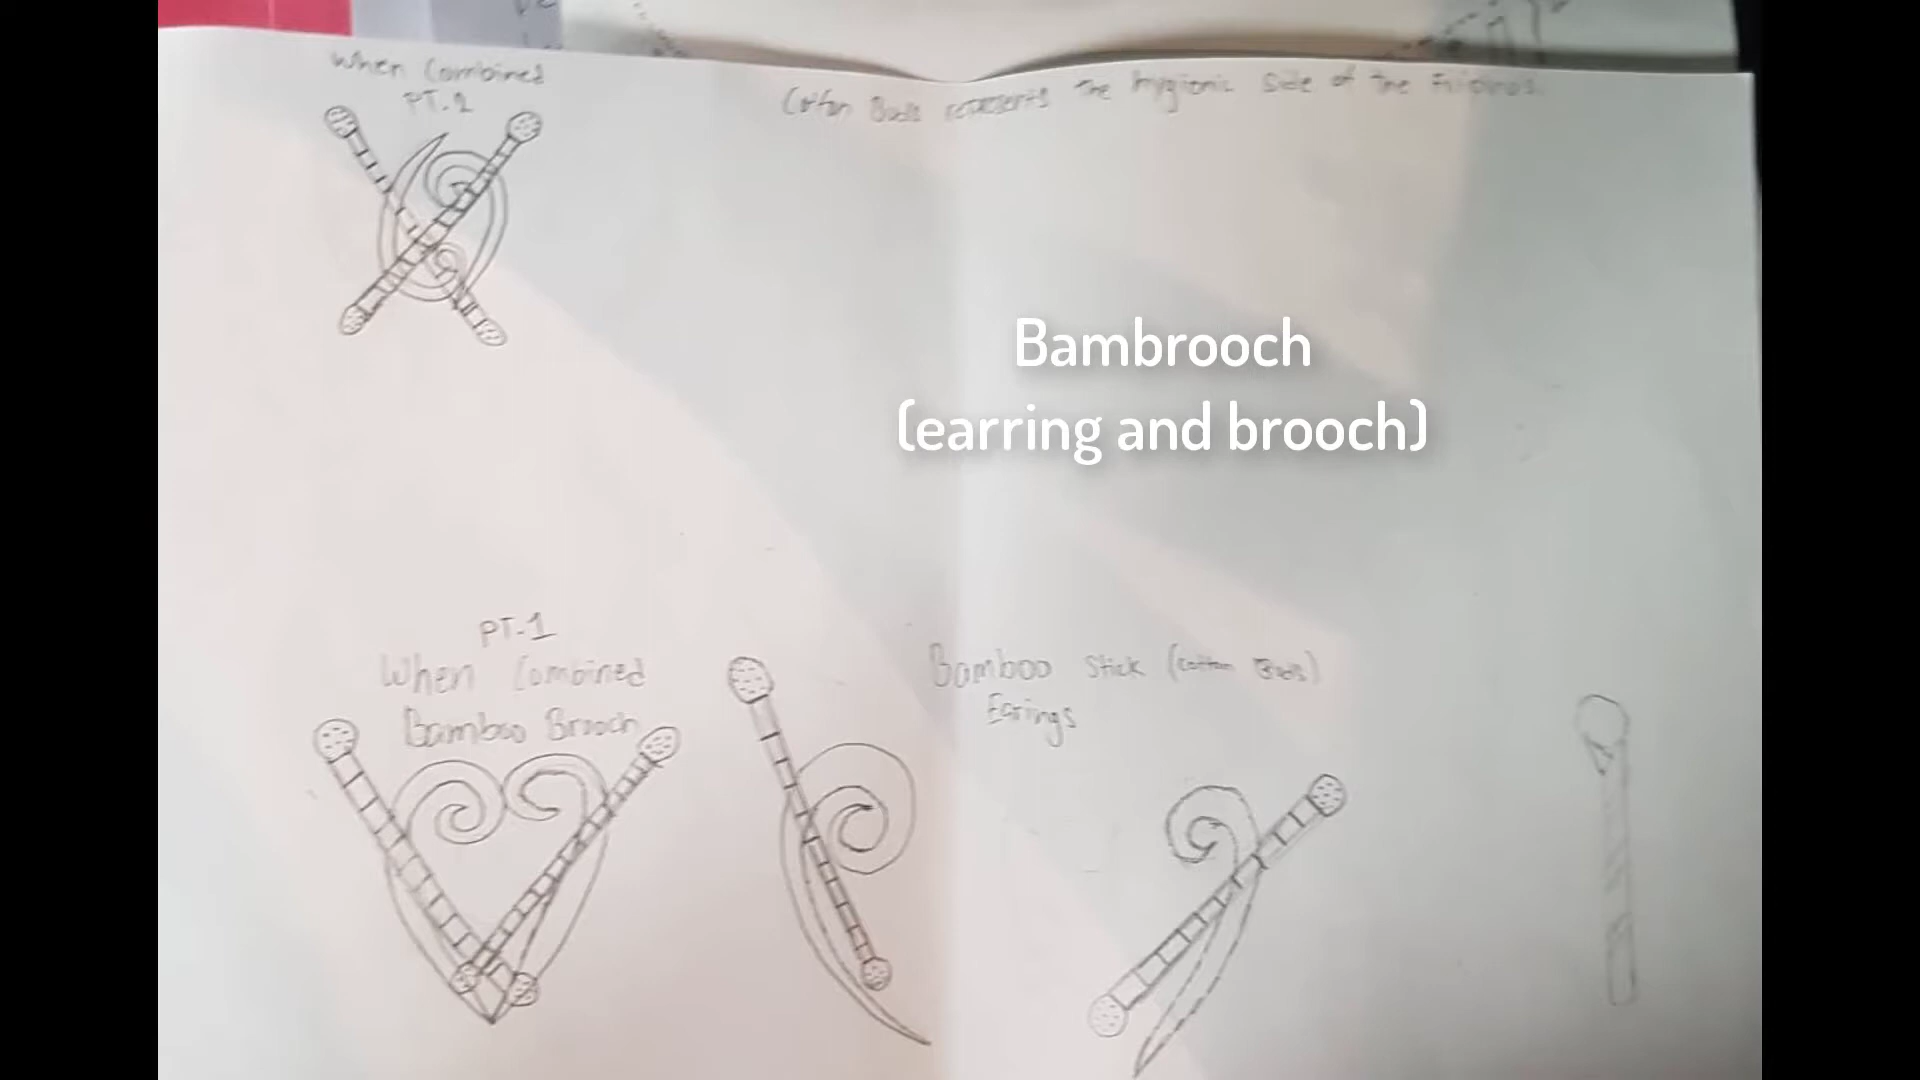 When Combined
PT.2
Cotton Buds represents the hygienic side of the Filipinos.
Bambrooch
(earring and brooch)
PT-1
When Combined
Bamboo Brooch
Bamboo stick (cotton Buds)
Earings